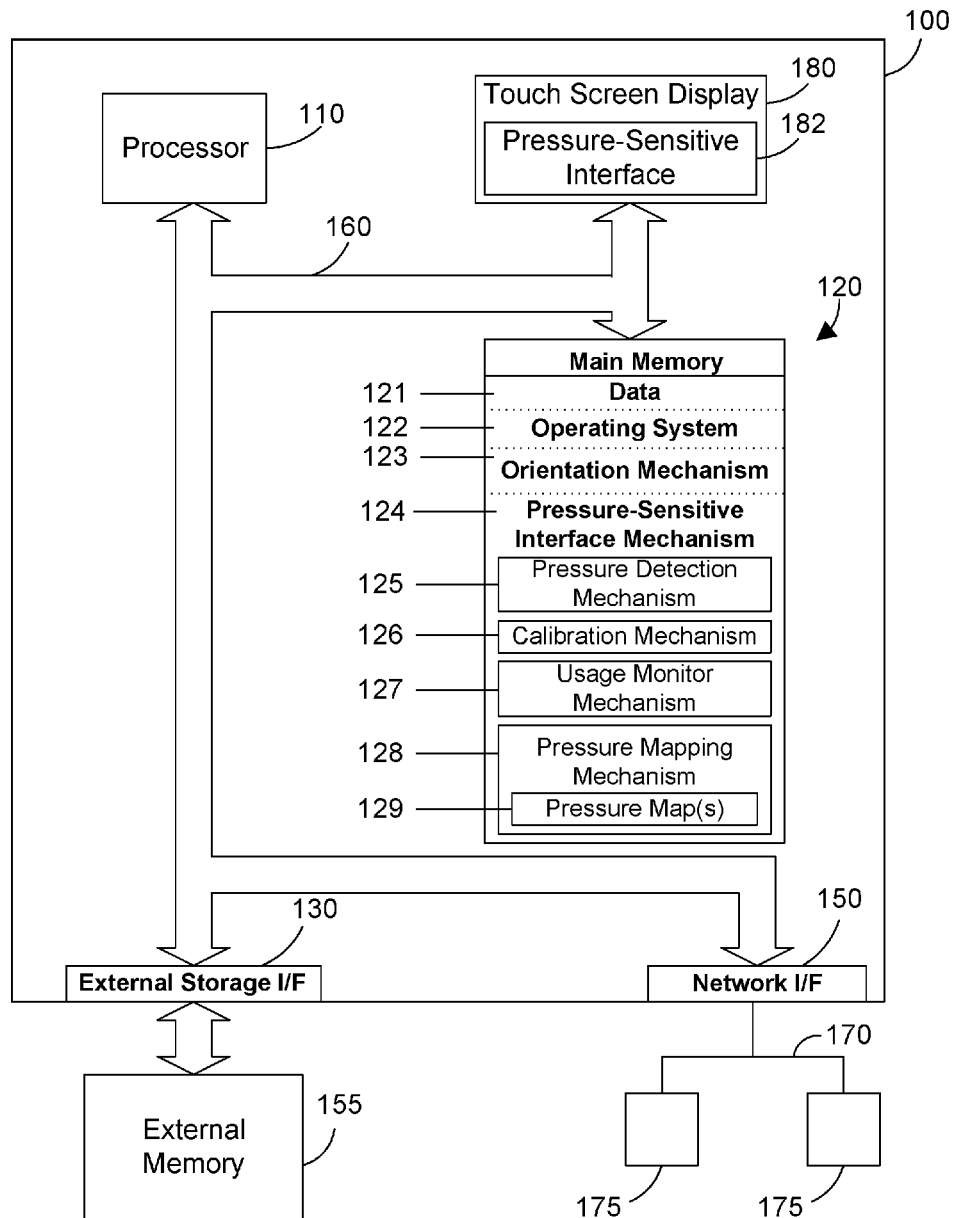 100
180
Touch Screen Display
110
182
Processor
Pressure-Sensitive
Interface
160
120
Main Memory
121
Data
122
Operating System
123
Orientation Mechanism
124
Pressure-Sensitive
Interface Mechanism
125
Pressure Detection
Mechanism
126
Calibration Mechanism
127
Usage Monitor
Mechanism
128
Pressure Mapping
Mechanism
129
Pressure Map(s)
130
150
External Storage I/F
Network I/F
170
155
External
Memory
175
175